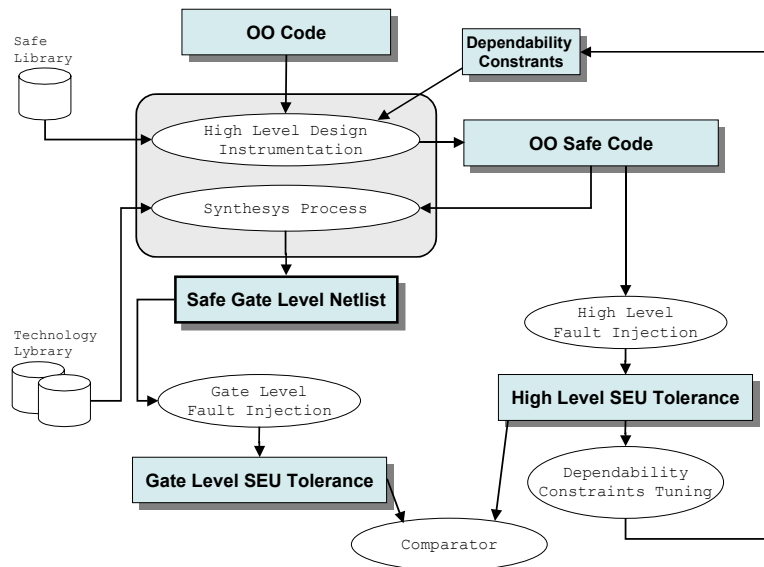 OO Code
Safe
Library
Dependability
Constrants
High Level Design
Instrumentation
OO Safe Code
Synthesys Process
Safe Gate Level Netlist
High Level
Fault Injection
Technology
Lybrary
Gate Level
Fault Injection
High Level SEU Tolerance
Gate Level SEU Tolerance
Dependability
Constraints Tuning
Comparator